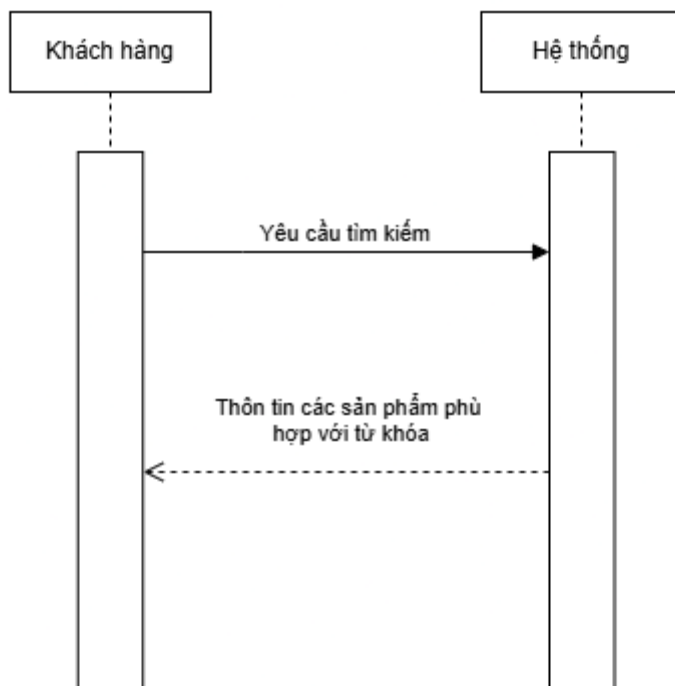 Khách hàng
Hệ thống
Yêu cầu tìm kiếm
Thôn tin các sản phẩm phù
hợp với từ khóa